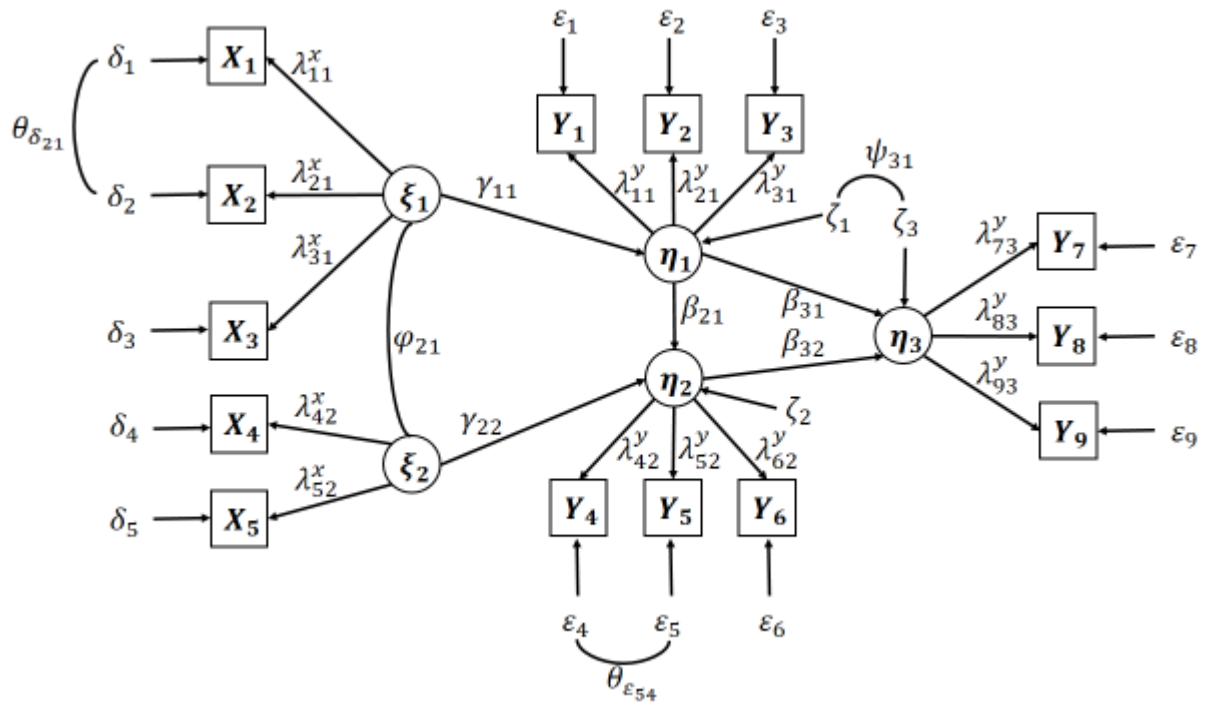 δ₁ X₁ λ₁₁ˣ
θ_δ₂₁
δ₂ X₂ λ₂₁ˣ
λ₃₁ˣ
δ₃ X₃
δ₄ X₄ λ₄₂ˣ
δ₅ X₅ λ₅₂ˣ
ξ₁
φ₂₁
ξ₂
γ₁₁
γ₂₂
ε₁ ε₂ ε₃
Y₁ Y₂ Y₃
λ₁₁ʸ λ₂₁ʸ λ₃₁ʸ
ψ₃₁
ζ₁ ζ₃
η₁
β₂₁ β₃₁
β₃₂
η₂
ζ₂
η₃
λ₄₂ʸ λ₅₂ʸ λ₆₂ʸ
Y₄ Y₅ Y₆
ε₄ ε₅ ε₆
θ_ε₅₄
λ₇₃ʸ Y₇ ε₇
λ₈₃ʸ Y₈ ε₈
λ₉₃ʸ Y₉ ε₉